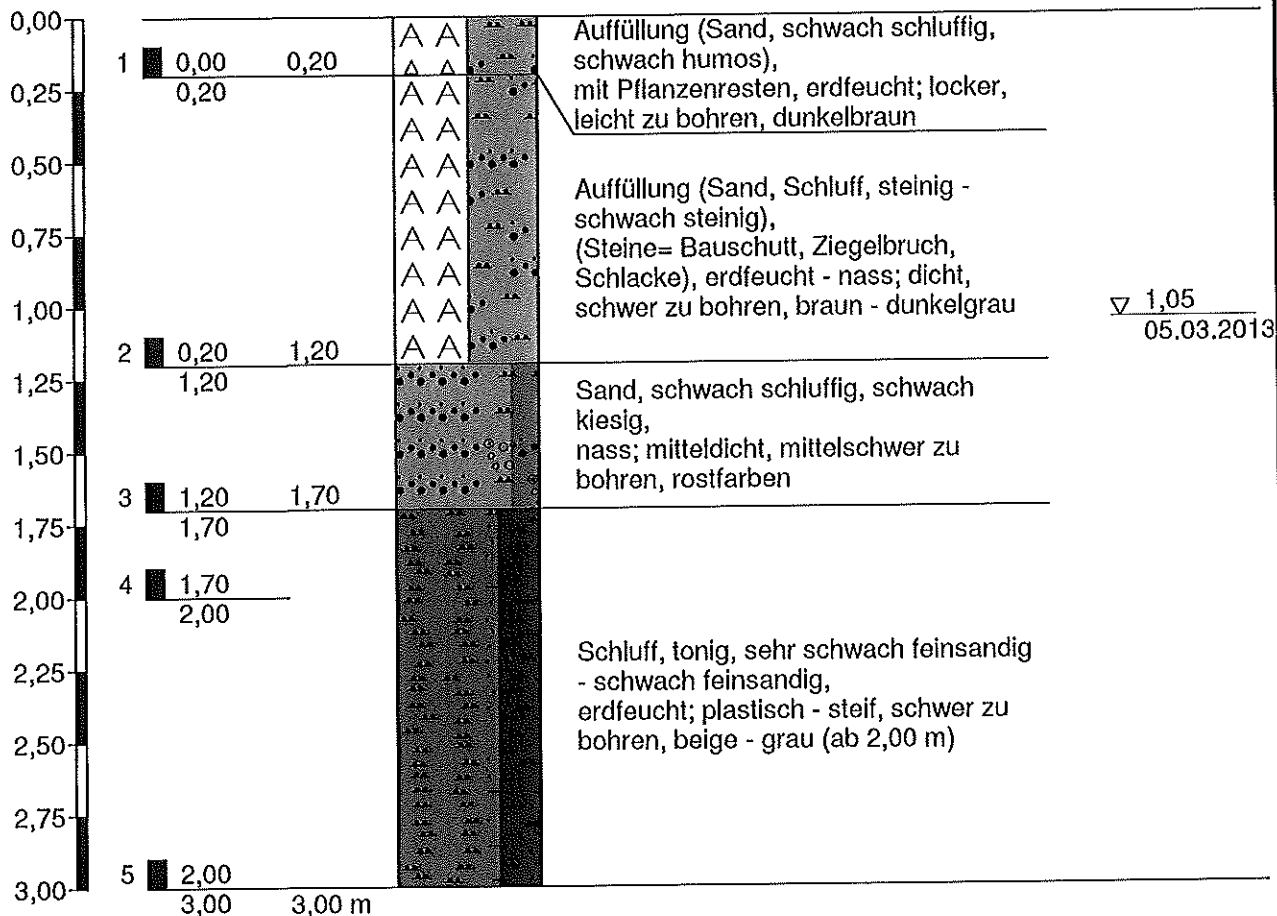 0,00
0,25
0,50
0,75
1,00
1,25
1,50
1,75
2,00
2,25
2,50
2,75
3,00
1 0,00 0,20
0,20
2 0,20 1,20
1,20
3 1,20 1,70
1,70
4 1,70
2,00
5 2,00
3,00 3,00 m
A A
A A
A A
A A
A A
A A
A A
A A
A A
A A
Auffüllung (Sand, schwach schluffig,
schwach humos),
mit Pflanzenresten, erdfeucht; locker,
leicht zu bohren, dunkelbraun
Auffüllung (Sand, Schluff, steinig -
schwach steinig),
(Steine= Bauschutt, Ziegelbruch,
Schlacke), erdfeucht - nass; dicht,
schwer zu bohren, braun - dunkelgrau
Sand, schwach schluffig, schwach
kiesig,
nass; mitteldicht, mittelschwer zu
bohren, rostfarben
Schluff, tonig, sehr schwach feinsandig
- schwach feinsandig,
erdfeucht; plastisch - steif, schwer zu
bohren, beige - grau (ab 2,00 m)
1,05
05.03.2013